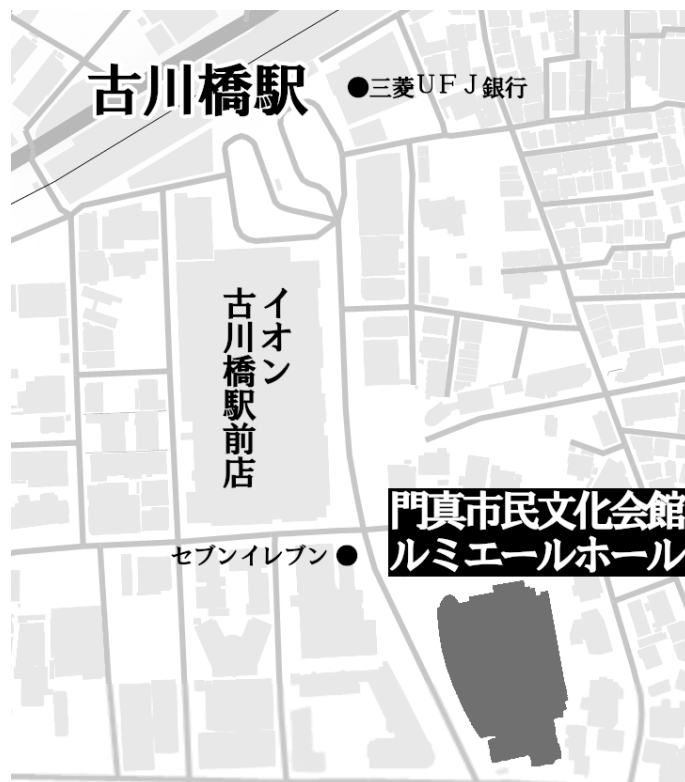 古川橋駅
●三菱UFJ銀行
イオン
古川橋駅前店
門真市民文化会館
ルミエールホール
セブンイレブン●